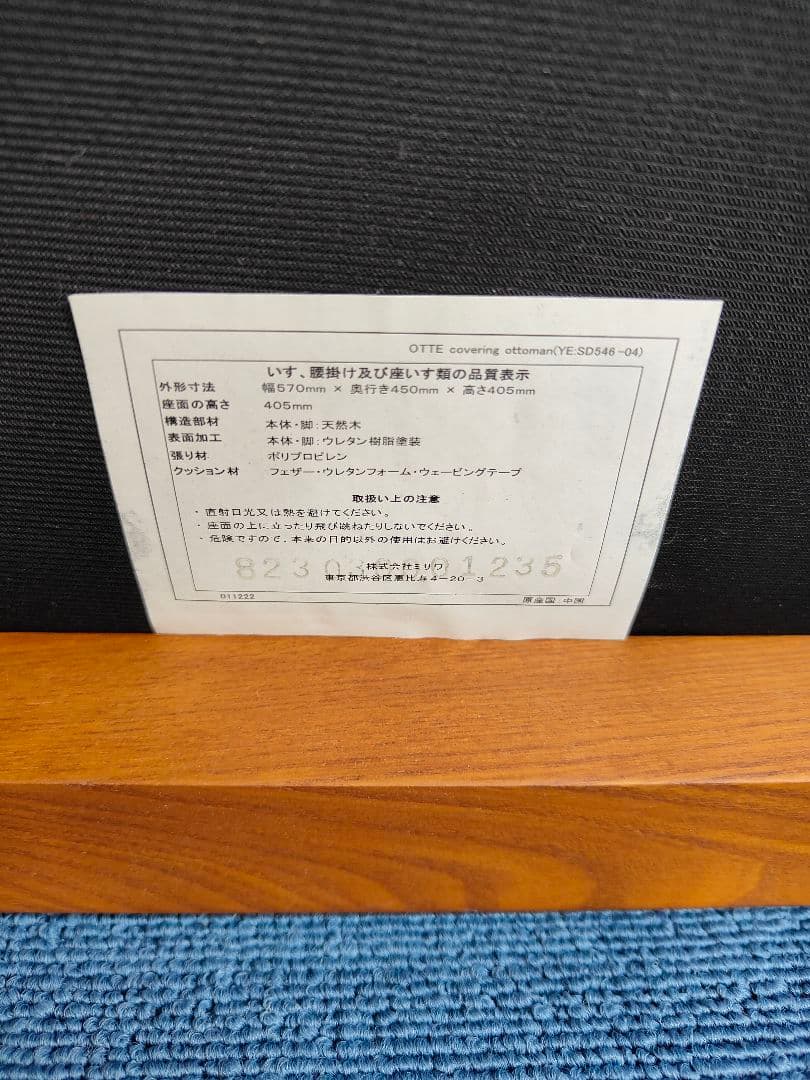 OTTE covering ottoman(YE:SD546-04)
いす、腰掛け及び座いす類の品質表示
外形寸法 幅570mm × 奥行き450mm × 高さ405mm
座面の高さ 405mm
構造部材 本体・脚:天然木
表面加工 本体・脚:ウレタン樹脂塗装
張り材 ポリプロピレン
クッション材 フェザー・ウレタンフォーム・ウェービングテープ
取扱い上の注意
・直射日光又は熱を避けてください。
・座面の上に立ったり飛び跳ねたりしないでください。
・危険ですので、本来の目的以外の使用はお避けください。
株式会社ミサワ
東京都渋谷区恵比寿4-20-3
011222 原産国:中国